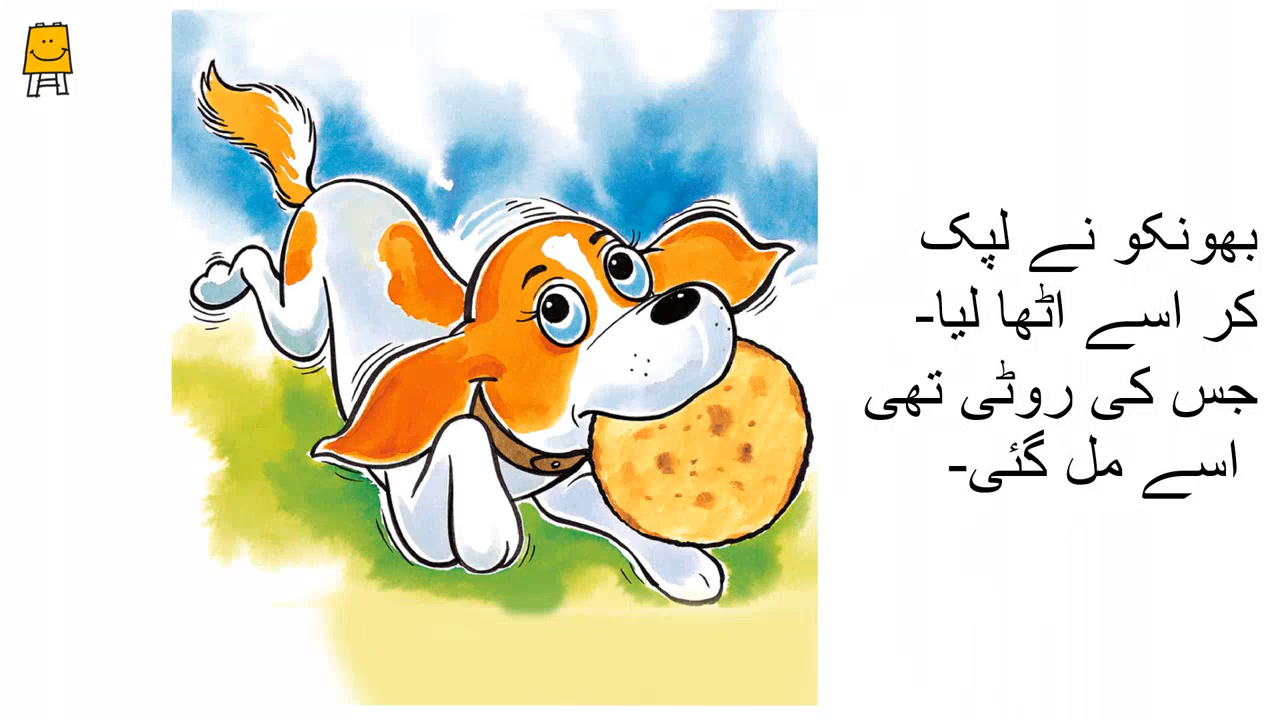 بھونکو نے لپک
کر اسے اٹھا لیا-
جس کی روٹی تھی
اسے مل گئی-